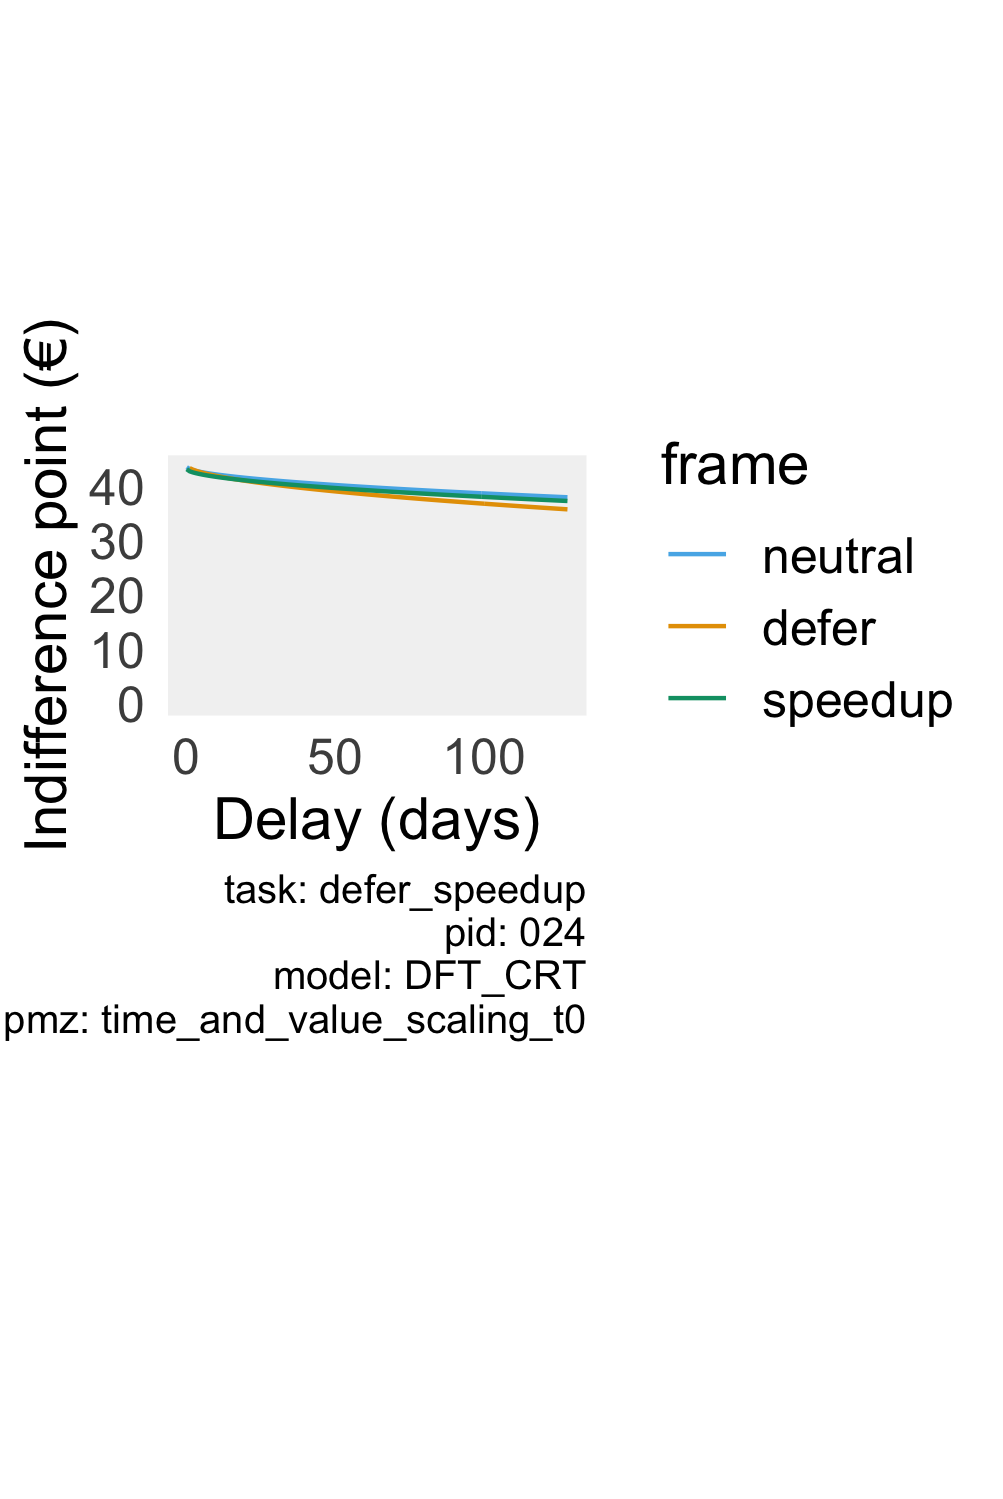 Indifference point (€)
40
30
20
10
0
0 50 100
Delay (days)
frame
neutral
defer
speedup
task: defer_speedup
pid: 024
model: DFT_CRT
pmz: time_and_value_scaling_t0